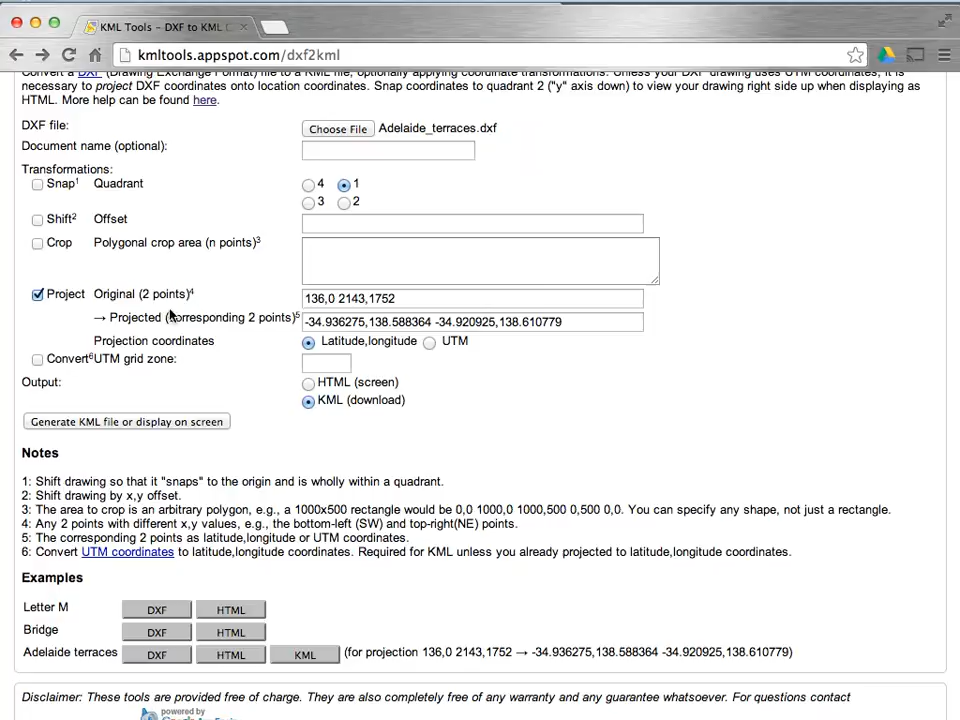 KML Tools - DXF to KML
kmltools.appspot.com/dxf2kml
Convert a DXF (Drawing Exchange Format) file to a KML file, optionally applying coordinate transformations. Unless your DXF drawing uses UTM coordinates, it is
necessary to project DXF coordinates onto location coordinates. Snap coordinates to quadrant 2 ("y" axis down) to view your drawing right side up when displaying as
HTML. More help can be found here.
DXF file: Choose File Adelaide_terraces.dxf
Document name (optional):
Transformations:
Snap1 Quadrant 4 1
3 2
Shift2 Offset
Crop Polygonal crop area (n points)3
Project Original (2 points)4 136,0 2143,1752
→ Projected (corresponding 2 points)5 -34.936275,138.588364 -34.920925,138.610779
Projection coordinates Latitude,longitude UTM
Convert6 UTM grid zone:
Output: HTML (screen)
KML (download)
Generate KML file or display on screen
Notes
1: Shift drawing so that it "snaps" to the origin and is wholly within a quadrant.
2: Shift drawing by x,y offset.
3: The area to crop is an arbitrary polygon, e.g., a 1000x500 rectangle would be 0,0 1000,0 1000,500 0,500 0,0. You can specify any shape, not just a rectangle.
4: Any 2 points with different x,y values, e.g., the bottom-left (SW) and top-right(NE) points.
5: The corresponding 2 points as latitude,longitude or UTM coordinates.
6: Convert UTM coordinates to latitude,longitude coordinates. Required for KML unless you already projected to latitude,longitude coordinates.
Examples
Letter M DXF HTML
Bridge DXF HTML
Adelaide terraces DXF HTML KML (for projection 136,0 2143,1752 → -34.936275,138.588364 -34.920925,138.610779)
Disclaimer: These tools are provided free of charge. They are also completely free of any warranty and any guarantee whatsoever. For questions contact
powered by